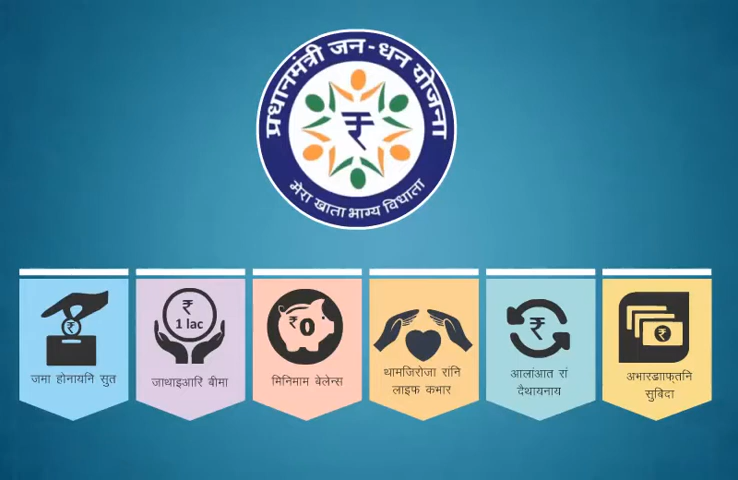 प्रधानमंत्री जन-धन योजना
₹
मेरा खाता भाग्य विधाता
₹
जमा होनायनि सुत
₹
1 lac
जाथाइआरि बीमा
₹0
मिनिमाम बेलेन्स
थामजिरोजा रांनि
लाइफ कभार
₹
आलांआत रां
दैथायनाय
₹
अभारडाफ्तनि
सुबिदा